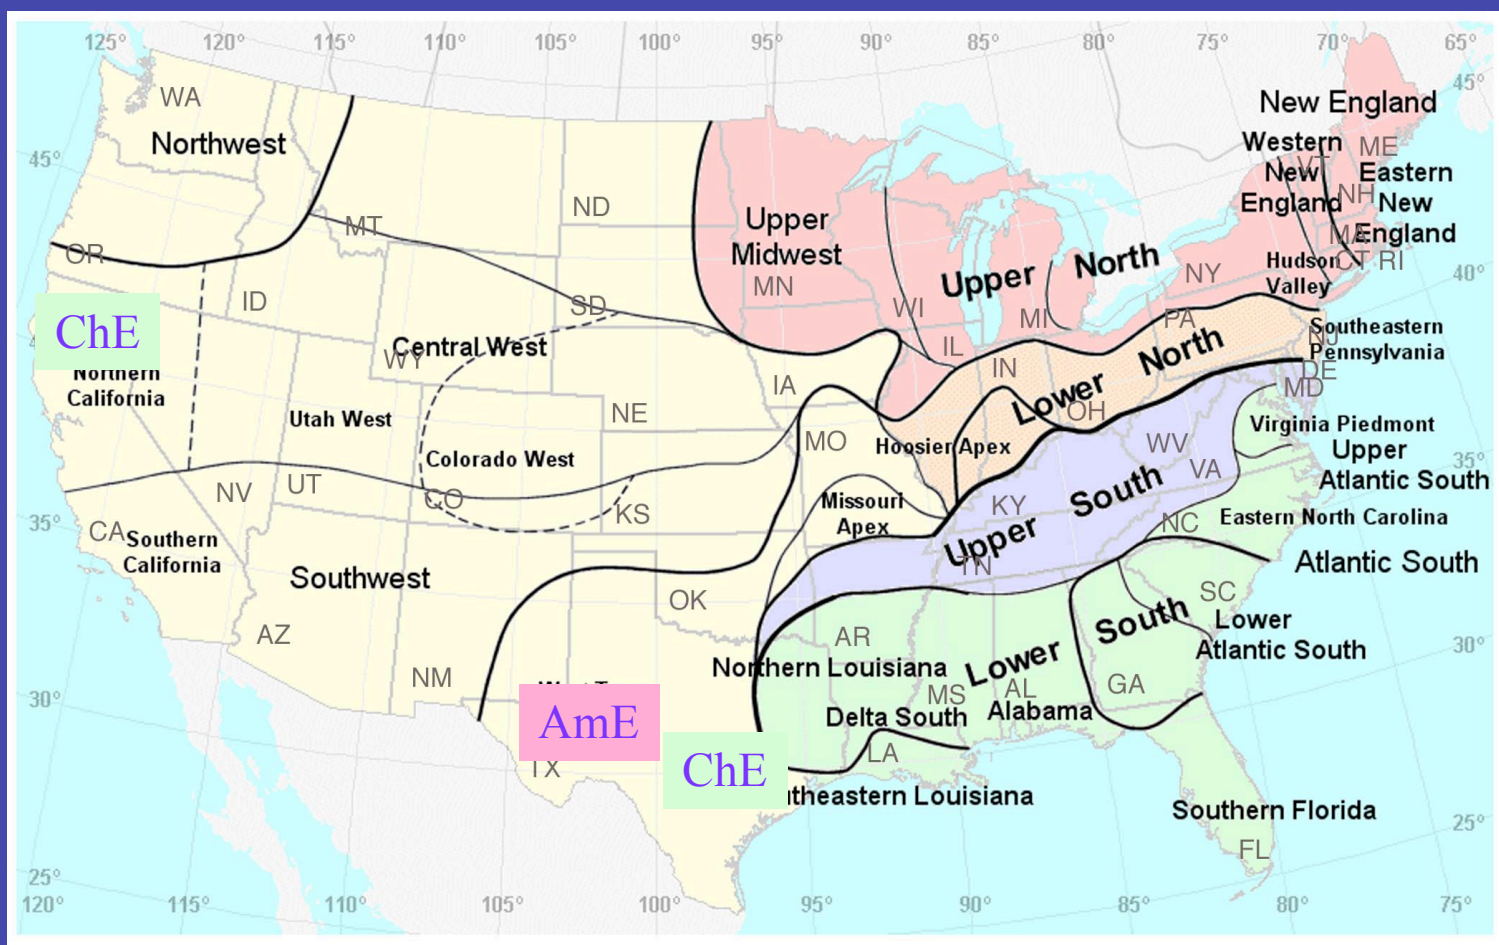 125° 120° 115° 110° 105° 100° 95° 90° 85° 80° 75° 70° 65°
45°
WA
New England
Northwest
Western
New
England
ME
VT
45°
Eastern
New
England
NH
ND
MT
Upper
Midwest
MA
OR
Upper North
Hudson
Valley
CT RI
NY
40°
MN
ID
SD
WI
MI
PA
ChE
Southeastern
Pennsylvania
NJ
Central West
WY
IL
IN
Lower North
DE
MD
Northern
California
IA
NE
OH
Utah West
Virginia Piedmont
MO
Hoosier Apex
WV
Upper
Atlantic South
Colorado West
VA
35°
NV
UT
CO
Missouri
Apex
KY
Upper South
KS
35°
CA
NC
Eastern North Carolina
Southern
California
TN
Atlantic South
Southwest
OK
SC
AZ
AR
Lower
Atlantic South
30°
Northern Louisiana
Lower South
NM
GA
30°
MS
AL
Delta South
Alabama
AmE
LA
TX
ChE
utheastern Louisiana
Southern Florida
25°
FL
25°
120° 115° 110° 105° 100° 95° 90° 85° 80° 75°